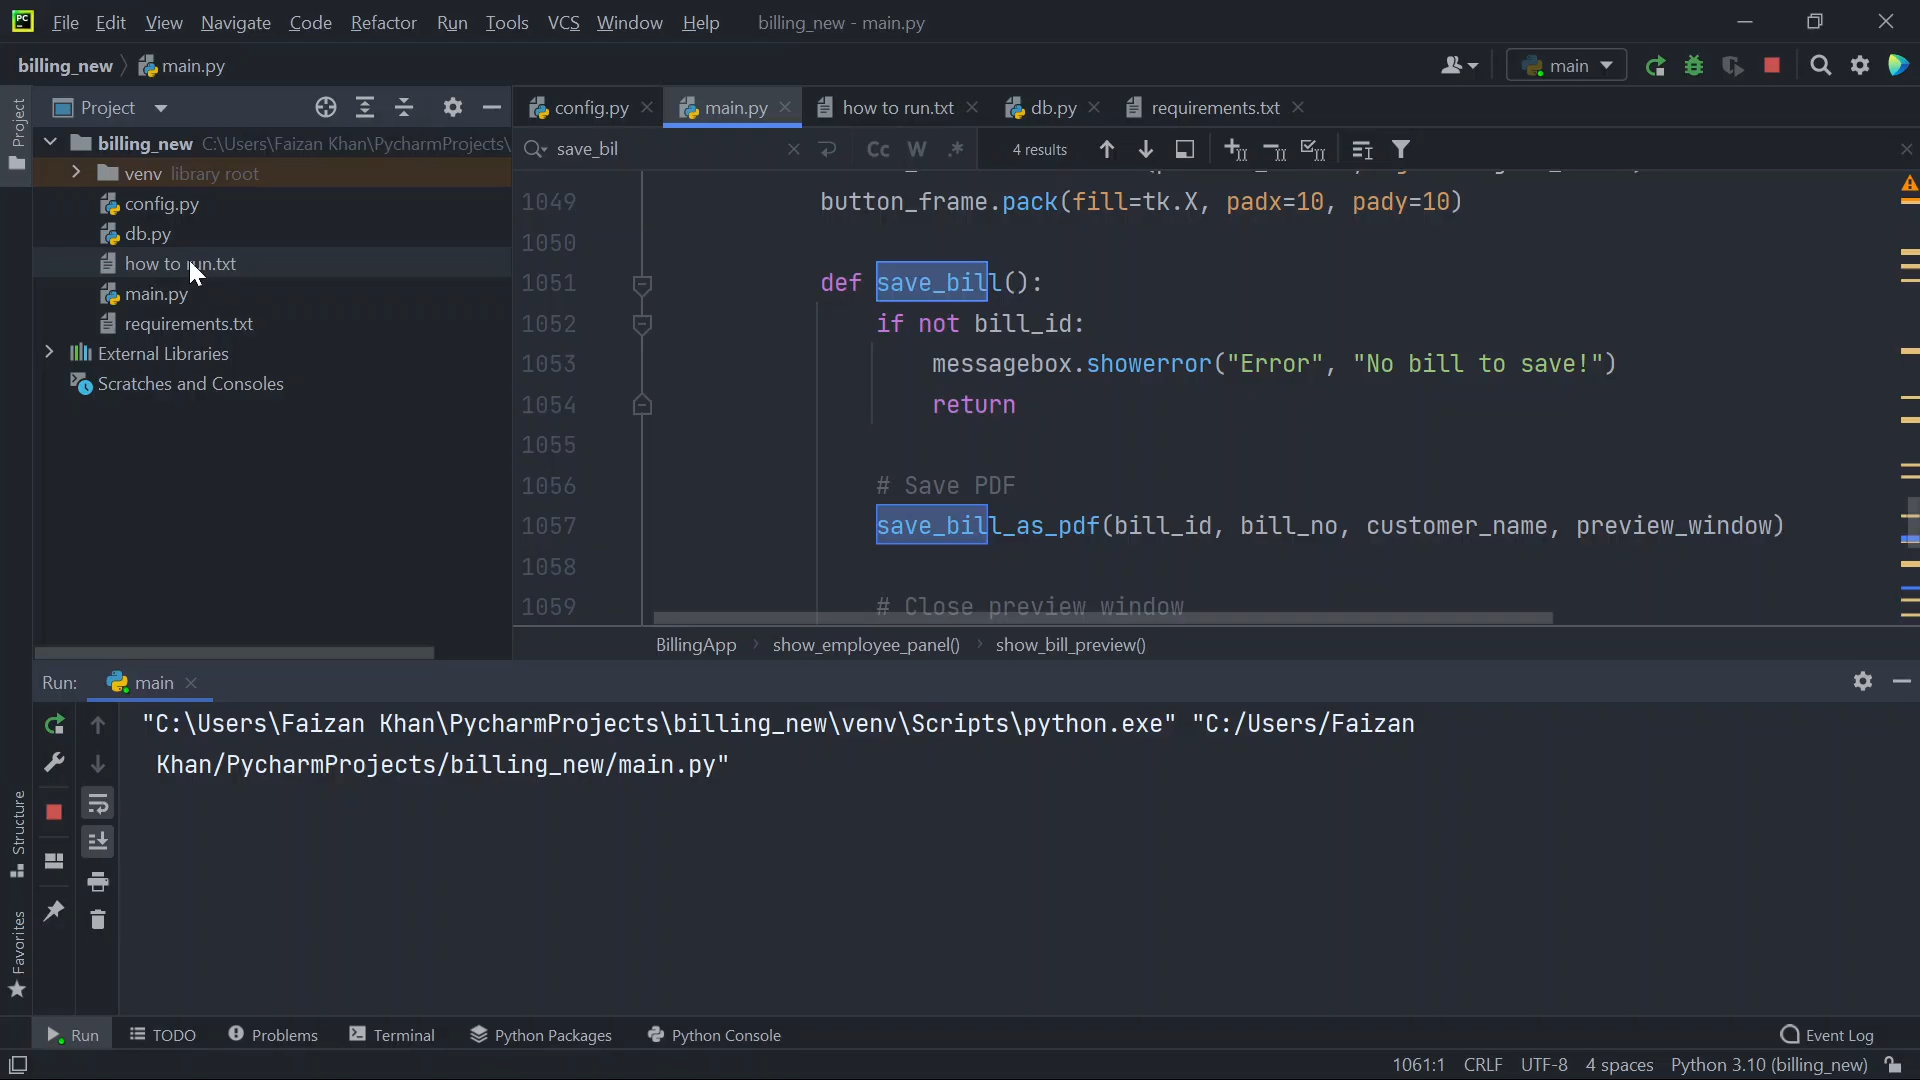 PC File Edit View Navigate Code Refactor Run Tools VCS Window Help billing_new - main.py
billing_new main.py main
Project
config.py main.py how to run.txt db.py requirements.txt
billing_new C:\Users\Faizan Khan\PycharmProjects\
save_bil Cc W .* 4 results
venv library root
config.py
db.py
how to run.txt
main.py
requirements.txt
External Libraries
Scratches and Consoles
1049 button_frame.pack(fill=tk.X, padx=10, pady=10)
1050
1051 def save_bill():
1052 if not bill_id:
1053 messagebox.showerror("Error", "No bill to save!")
1054 return
1055
1056 # Save PDF
1057 save_bill_as_pdf(bill_id, bill_no, customer_name, preview_window)
1058
1059 # Close preview window
BillingApp show_employee_panel() show_bill_preview()
Run: main
"C:\Users\Faizan Khan\PycharmProjects\billing_new\venv\Scripts\python.exe" "C:/Users/Faizan
Khan/PycharmProjects/billing_new/main.py"
Project
Structure
Favorites
Run TODO Problems Terminal Python Packages Python Console Event Log
1061:1 CRLF UTF-8 4 spaces Python 3.10 (billing_new)